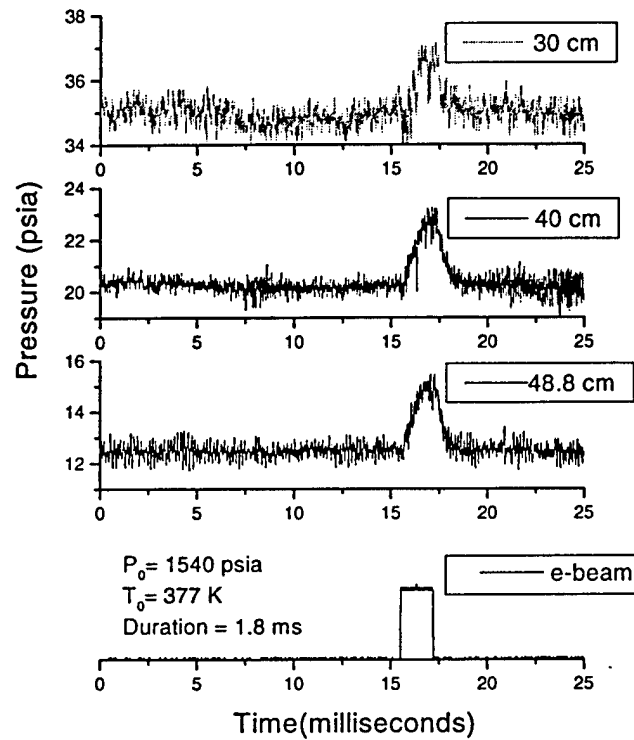 38
36
34
30 cm
0 5 10 15 20 25
24
22
20
40 cm
0 5 10 15 20 25
16
14
12
48.8 cm
0 5 10 15 20 25
Pressure (psia)
P0= 1540 psia
T0= 377 K
Duration = 1.8 ms
e-beam
0 5 10 15 20 25
Time(milliseconds)